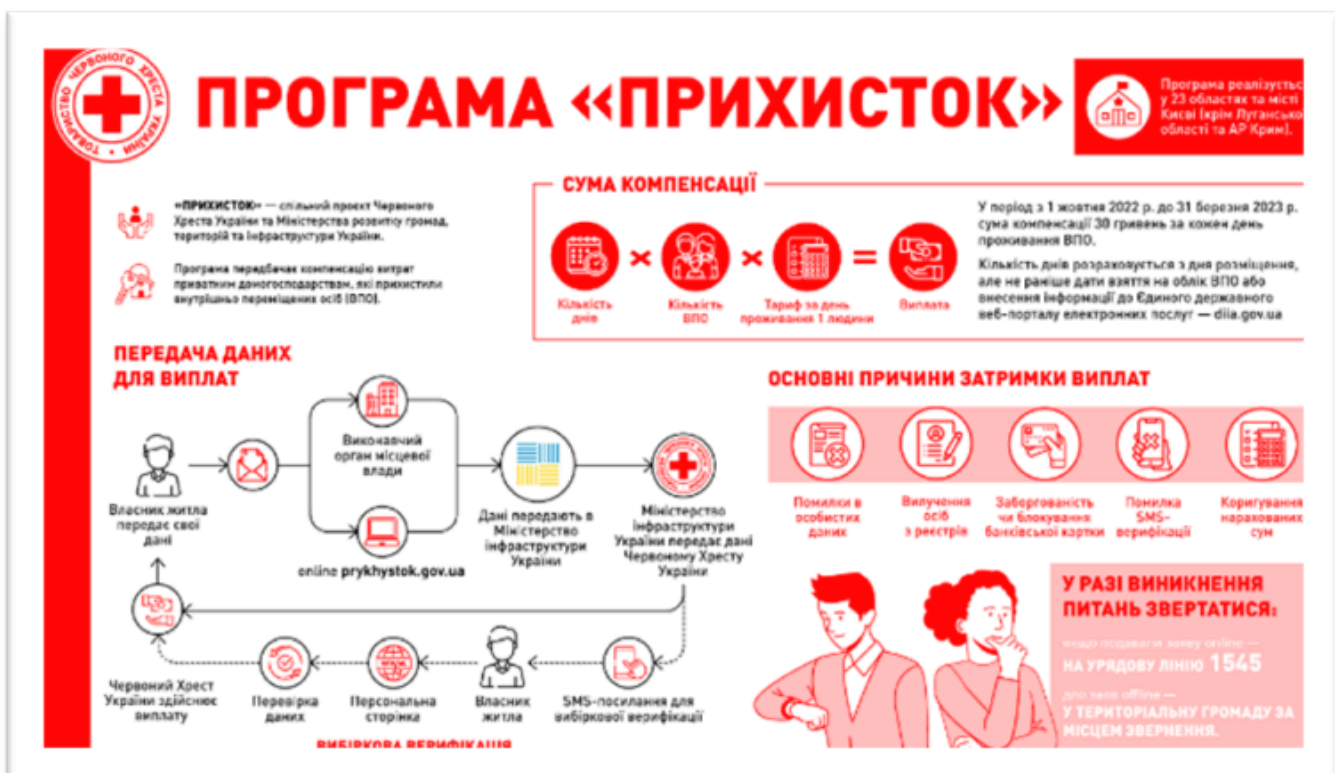 ТОВАРИСТВО ЧЕРВОНОГО ХРЕСТА УКРАЇНИ
ПРОГРАМА «ПРИХИСТОК»
Програма реалізуєтьс
у 23 областях та місті
Києві (крім Лугансько
області та АР Крим).
«ПРИХИСТОК» — спільний проєкт Червоного
Хреста України та Міністерства розвитку громад,
територій та інфраструктури України.
Програма передбачає компенсацію витрат
приватним домогосподарствам, які прихистили
внутрішньо переміщених осіб (ВПО).
СУМА КОМПЕНСАЦІЇ
× × =
Кількість
днів
Кількість
ВПО
Тариф за день
проживання 1 людини
Виплата
У період з 1 жовтня 2022 р. до 31 березня 2023 р.
сума компенсації 30 гривень за кожен день
проживання ВПО.
Кількість днів розраховується з дня розміщення,
але не раніше дати взяття на облік ВПО або
внесення інформації до Єдиного державного
веб-порталу електронних послуг — diia.gov.ua
ПЕРЕДАЧА ДАНИХ
ДЛЯ ВИПЛАТ
Власник житла
передає свої
дані
Виконавчий
орган місцевої
влади
online prykhystok.gov.ua
Дані передають в
Міністерство
інфраструктури
України
Міністерство
інфраструктури
України передає дані
Червоному Хресту
України
Червоний Хрест
України здійснює
виплату
Перевірка
даних
Персональна
сторінка
Власник
житла
SMS-посилання для
вибіркової верифікації
ВИБІРКОВА ВЕРИФІКАЦІЯ
ОСНОВНІ ПРИЧИНИ ЗАТРИМКИ ВИПЛАТ
Помилки в
особистих
даних
Вилучення
осіб
з реєстрів
Заборгованість
чи блокування
банківської картки
Помилка
SMS-
верифікації
Коригування
нарахованих
сум
У РАЗІ ВИНИКНЕННЯ
ПИТАНЬ ЗВЕРТАТИСЯ:
якщо подавали заяву online —
НА УРЯДОВУ ЛІНІЮ 1545
для заяв offline —
У ТЕРИТОРІАЛЬНУ ГРОМАДУ ЗА
МІСЦЕМ ЗВЕРНЕННЯ.